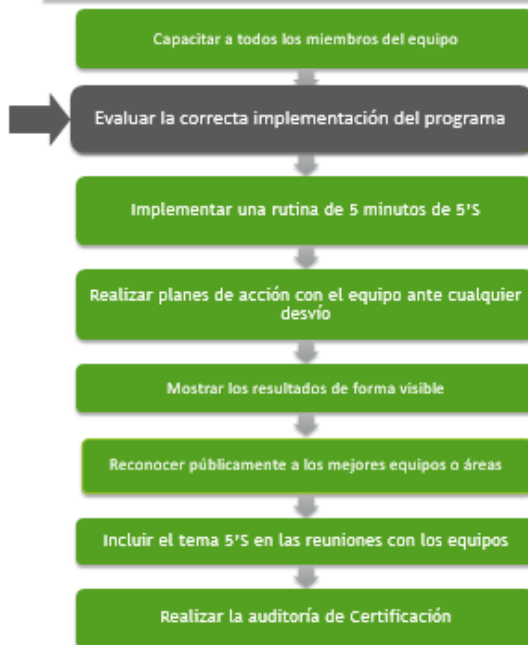 Capacitar a todos los miembros del equipo
Evaluar la correcta implementación del programa
Implementar una rutina de 5 minutos de 5'S
Realizar planes de acción con el equipo ante cualquier
desvío
Mostrar los resultados de forma visible
Reconocer públicamente a los mejores equipos o áreas
Incluir el tema 5'S en las reuniones con los equipos
Realizar la auditoría de Certificación